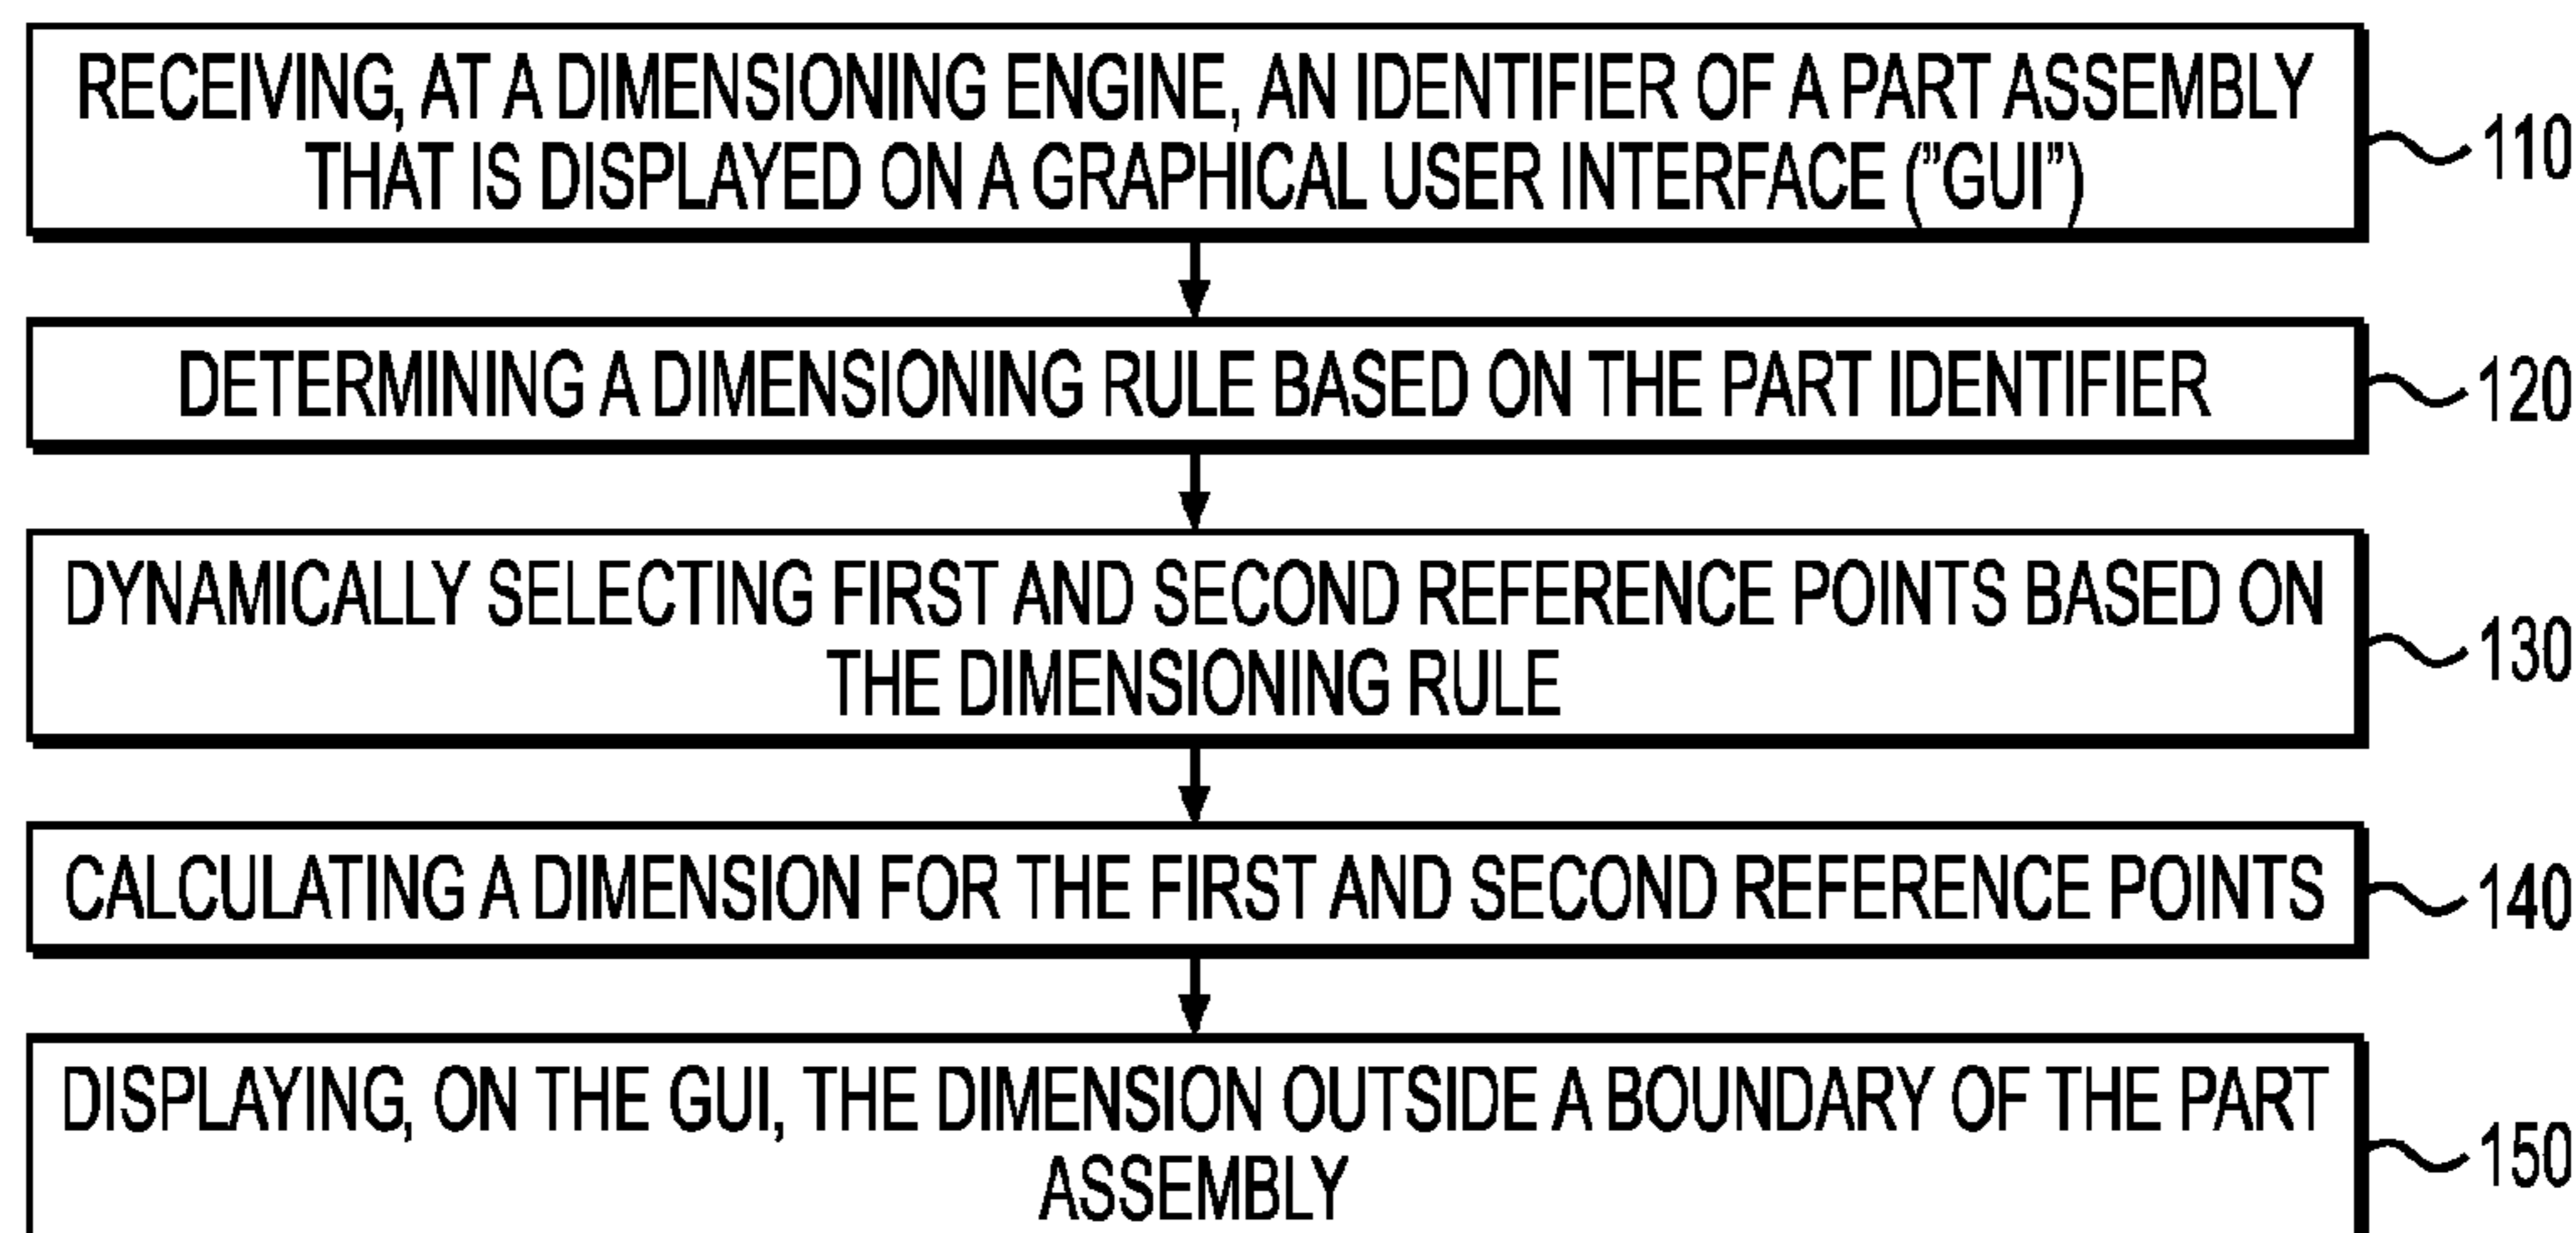 RECEIVING, AT A DIMENSIONING ENGINE, AN IDENTIFIER OF A PART ASSEMBLY
THAT IS DISPLAYED ON A GRAPHICAL USER INTERFACE (”GUI”)
110
DETERMINING A DIMENSIONING RULE BASED ON THE PART IDENTIFIER
120
DYNAMICALLY SELECTING FIRST AND SECOND REFERENCE POINTS BASED ON
THE DIMENSIONING RULE
130
CALCULATING A DIMENSION FOR THE FIRST AND SECOND REFERENCE POINTS
140
DISPLAYING, ON THE GUI, THE DIMENSION OUTSIDE A BOUNDARY OF THE PART
ASSEMBLY
150